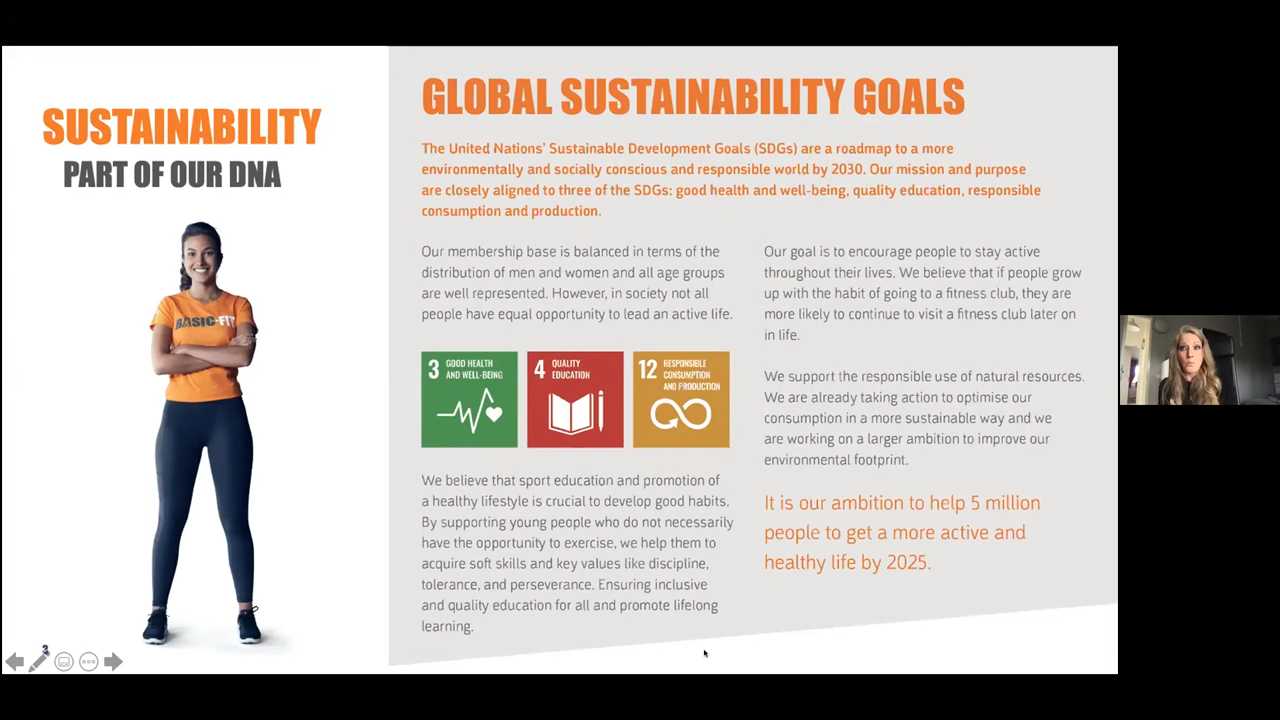 SUSTAINABILITY
PART OF OUR DNA
BASIC-FIT
GLOBAL SUSTAINABILITY GOALS
The United Nations' Sustainable Development Goals (SDGs) are a roadmap to a more
environmentally and socially conscious and responsible world by 2030. Our mission and purpose
are closely aligned to three of the SDGs: good health and well-being, quality education, responsible
consumption and production.
Our membership base is balanced in terms of the
distribution of men and women and all age groups
are well represented. However, in society not all
people have equal opportunity to lead an active life.
3 GOOD HEALTH
AND WELL-BEING
4 QUALITY
EDUCATION
12 RESPONSIBLE
CONSUMPTION
AND PRODUCTION
We believe that sport education and promotion of
a healthy lifestyle is crucial to develop good habits.
By supporting young people who do not necessarily
have the opportunity to exercise, we help them to
acquire soft skills and key values like discipline,
tolerance, and perseverance. Ensuring inclusive
and quality education for all and promote lifelong
learning.
Our goal is to encourage people to stay active
throughout their lives. We believe that if people grow
up with the habit of going to a fitness club, they are
more likely to continue to visit a fitness club later on
in life.
We support the responsible use of natural resources.
We are already taking action to optimise our
consumption in a more sustainable way and we
are working on a larger ambition to improve our
environmental footprint.
It is our ambition to help 5 million
people to get a more active and
healthy life by 2025.
3